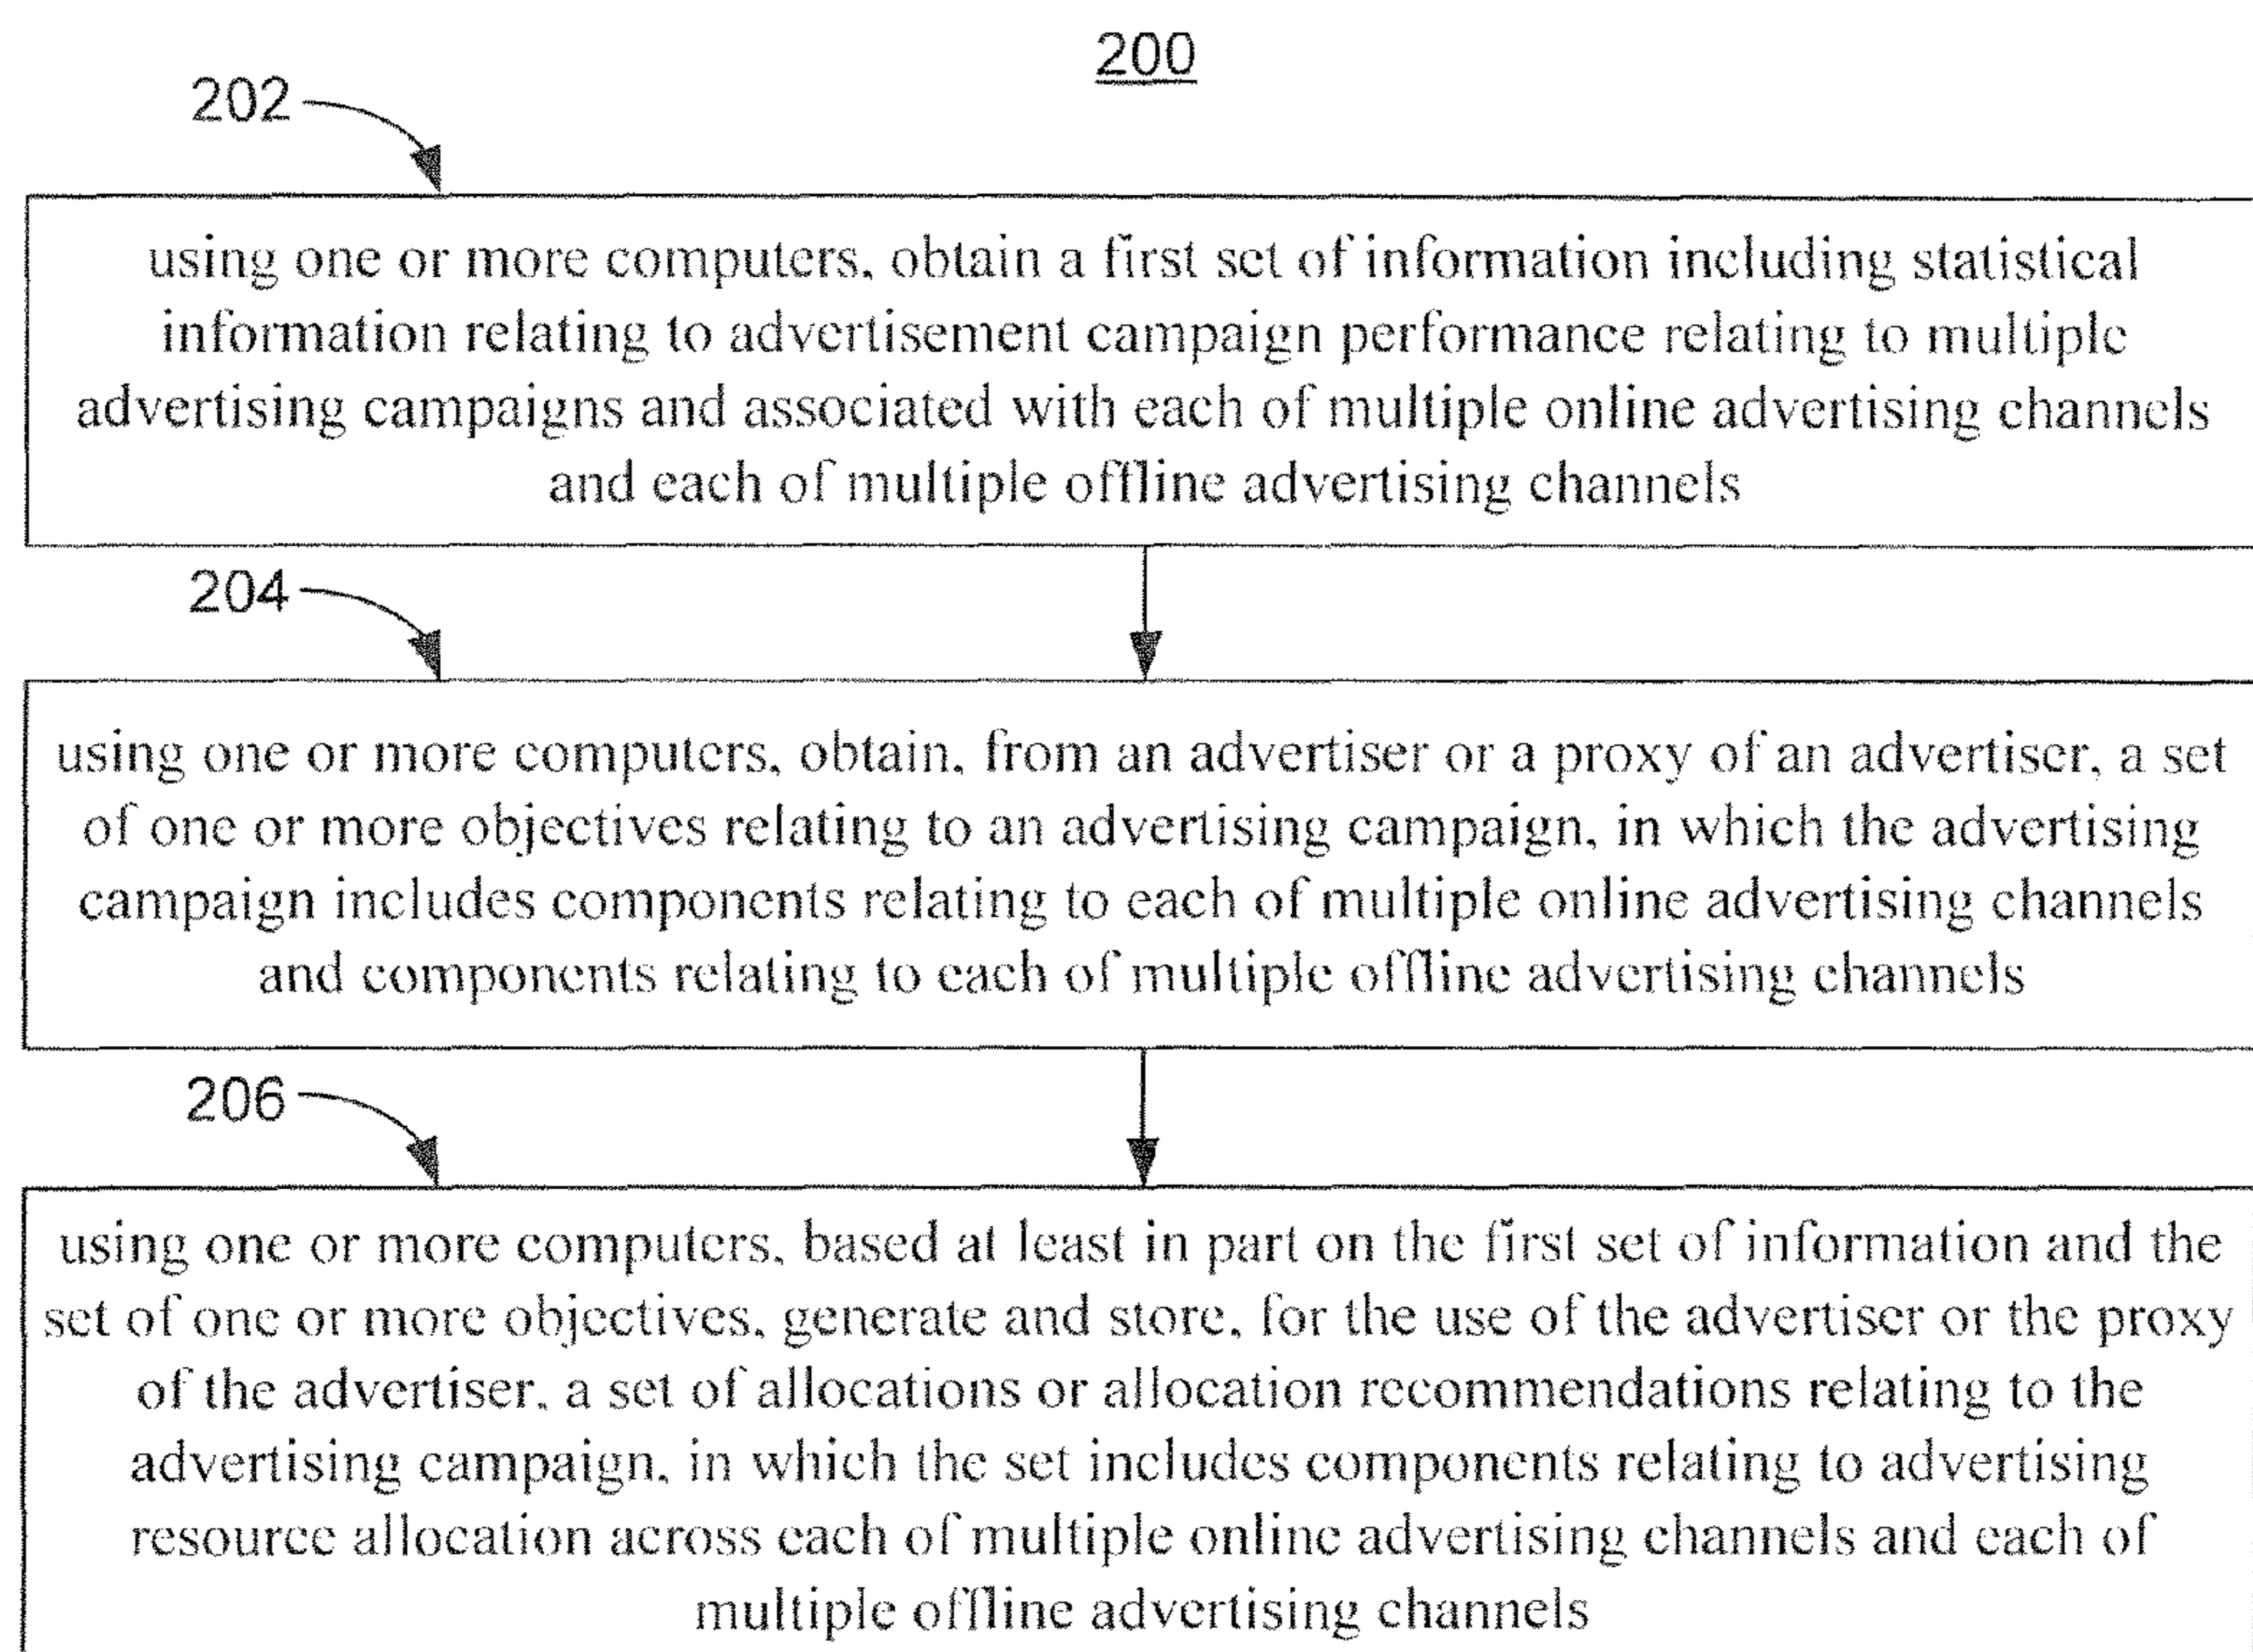 200
202
using one or more computers, obtain a first set of information including statistical
information relating to advertisement campaign performance relating to multiple
advertising campaigns and associated with each of multiple online advertising channels
and each of multiple offline advertising channels
204
using one or more computers, obtain, from an advertiser or a proxy of an advertiser, a set
of one or more objectives relating to an advertising campaign, in which the advertising
campaign includes components relating to each of multiple online advertising channels
and components relating to each of multiple offline advertising channels
206
using one or more computers, based at least in part on the first set of information and the
set of one or more objectives, generate and store, for the use of the advertiser or the proxy
of the advertiser, a set of allocations or allocation recommendations relating to the
advertising campaign, in which the set includes components relating to advertising
resource allocation across each of multiple online advertising channels and each of
multiple offline advertising channels